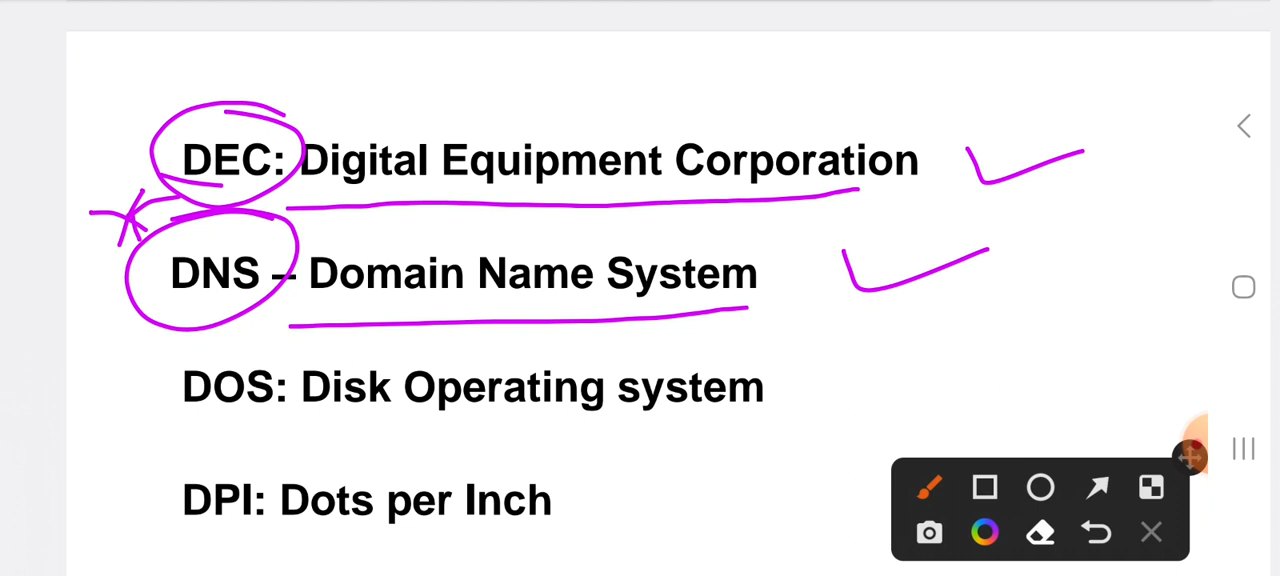 DEC: Digital Equipment Corporation
DNS – Domain Name System
DOS: Disk Operating system
DPI: Dots per Inch